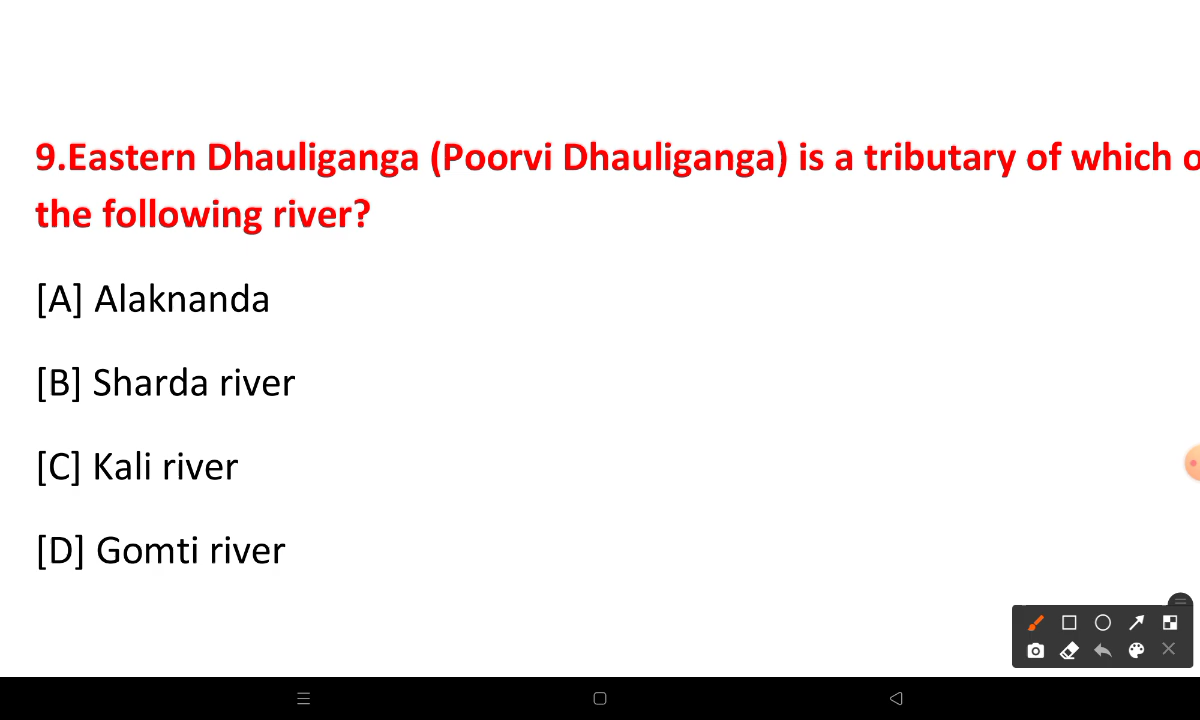 9.Eastern Dhauliganga (Poorvi Dhauliganga) is a tributary of which
the following river?
[A] Alaknanda
[B] Sharda river
[C] Kali river
[D] Gomti river